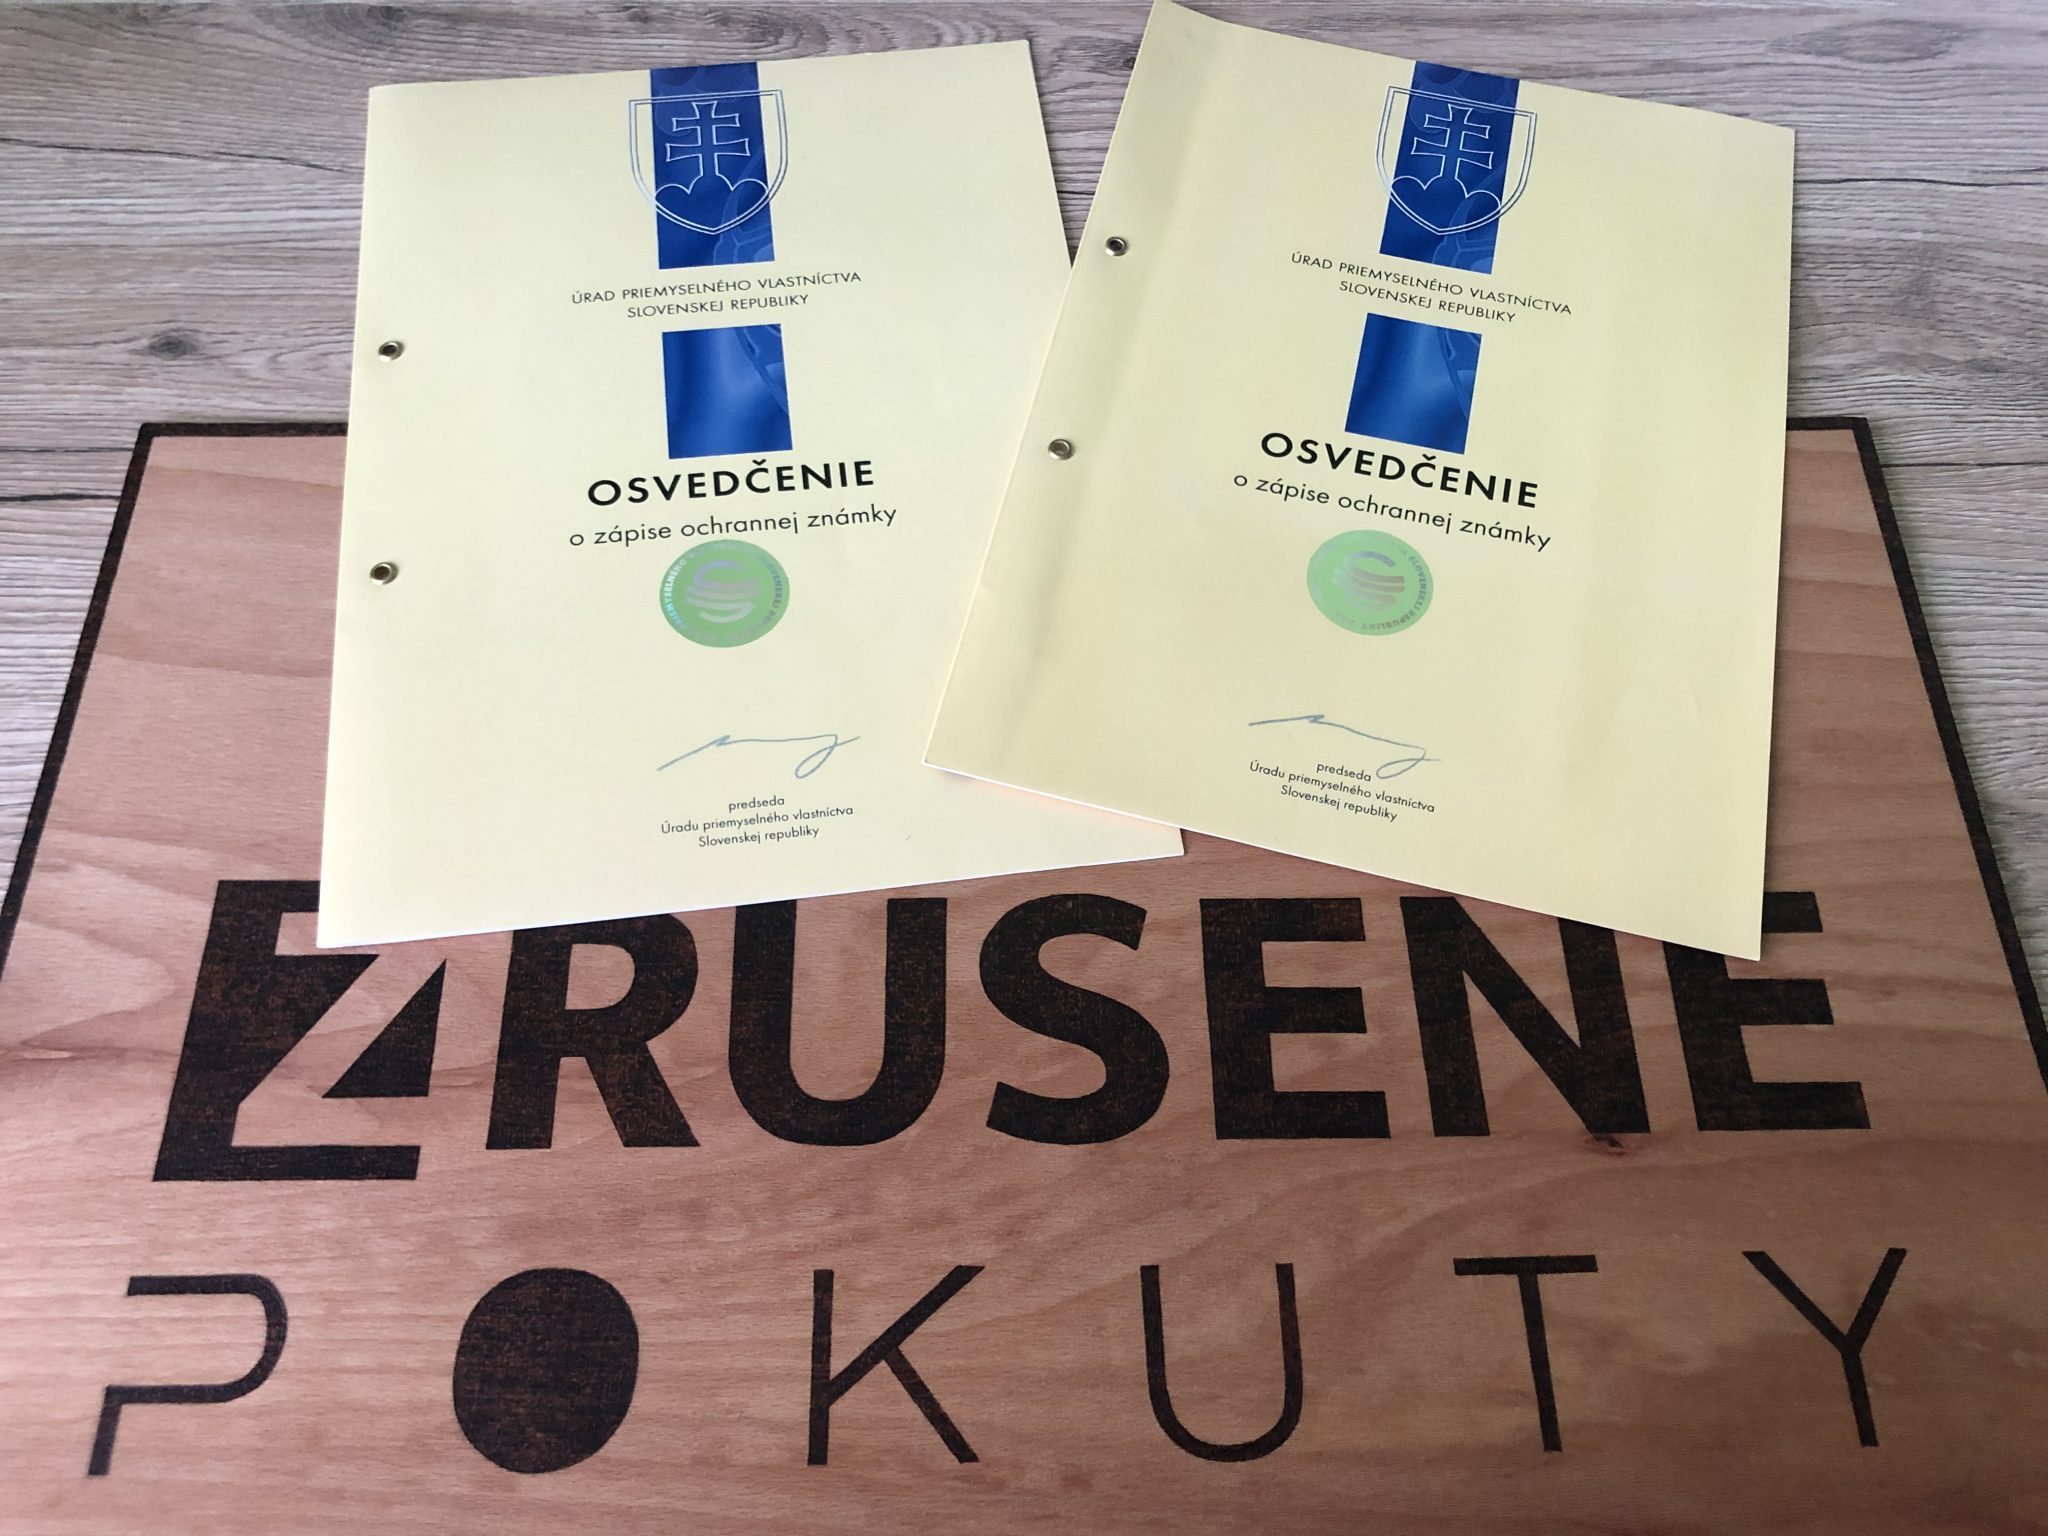 ÚRAD PRIEMYSELNÉHO VLASTNÍCTVA
SLOVENSKEJ REPUBLIKY
OSVEDČENIE
o zápise ochrannej známky
predseda
Úradu priemyselného vlastníctva
Slovenskej republiky
ÚRAD PRIEMYSELNÉHO VLASTNÍCTVA
SLOVENSKEJ REPUBLIKY
OSVEDČENIE
o zápise ochrannej známky
predseda
Úradu priemyselného vlastníctva
Slovenskej republiky
ZRUSENE
POKUTY